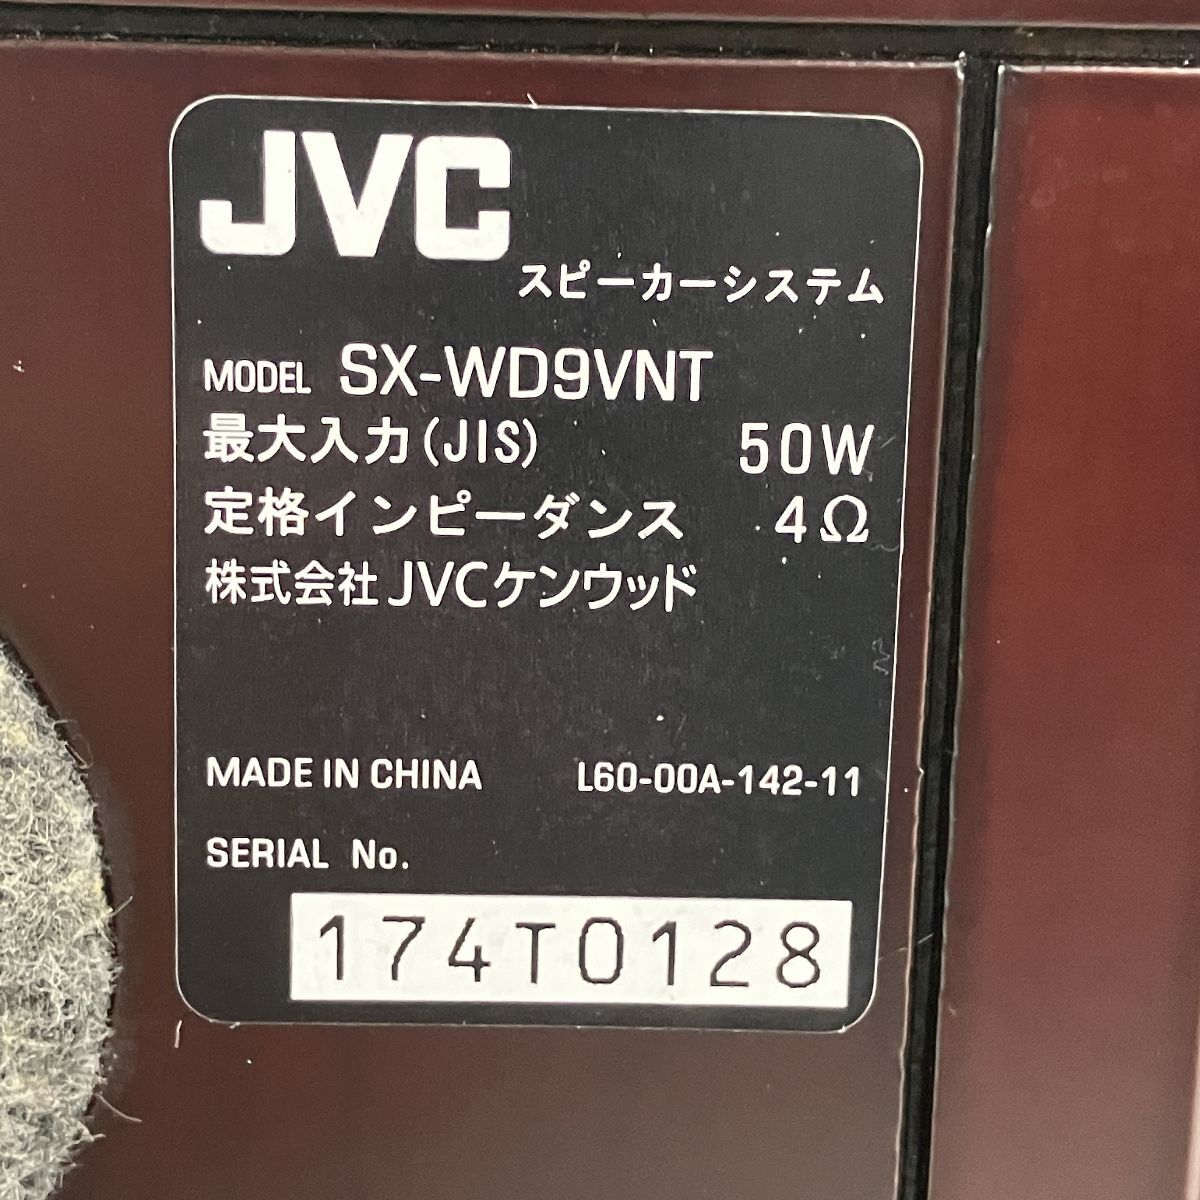 JVC
スピーカーシステム
MODEL SX-WD9VNT
最大入力(JIS) 50W
定格インピーダンス 4Ω
株式会社JVCケンウッド
MADE IN CHINA L60-00A-142-11
SERIAL No.
174T0128